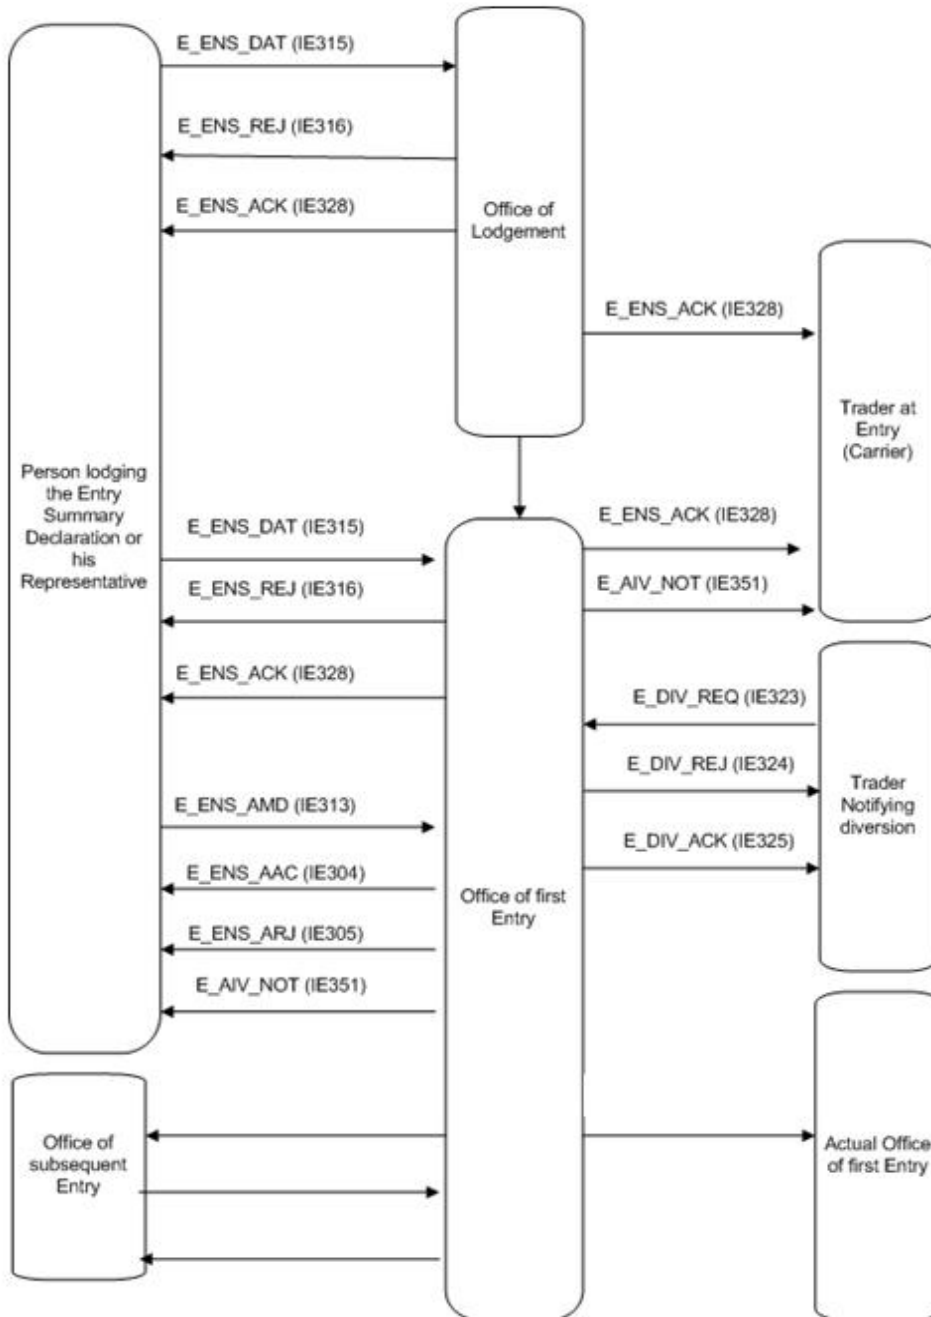 E_ENS_DAT (IE315)
E_ENS_REJ (IE316)
E_ENS_ACK (IE328)
Office of
Lodgement
E_ENS_ACK (IE328)
Trader at
Entry
(Carrier)
Person lodging
the Entry
Summary
Declaration or
his
Representative
E_ENS_DAT (IE315)
E_ENS_REJ (IE316)
E_ENS_ACK (IE328)
E_ENS_AMD (IE313)
E_ENS_AAC (IE304)
E_ENS_ARJ (IE305)
E_AIV_NOT (IE351)
Office of first
Entry
E_ENS_ACK (IE328)
E_AIV_NOT (IE351)
E_DIV_REQ (IE323)
E_DIV_REJ (IE324)
E_DIV_ACK (IE325)
Trader
Notifying
diversion
Office of
subsequent
Entry
Actual Office
of first Entry